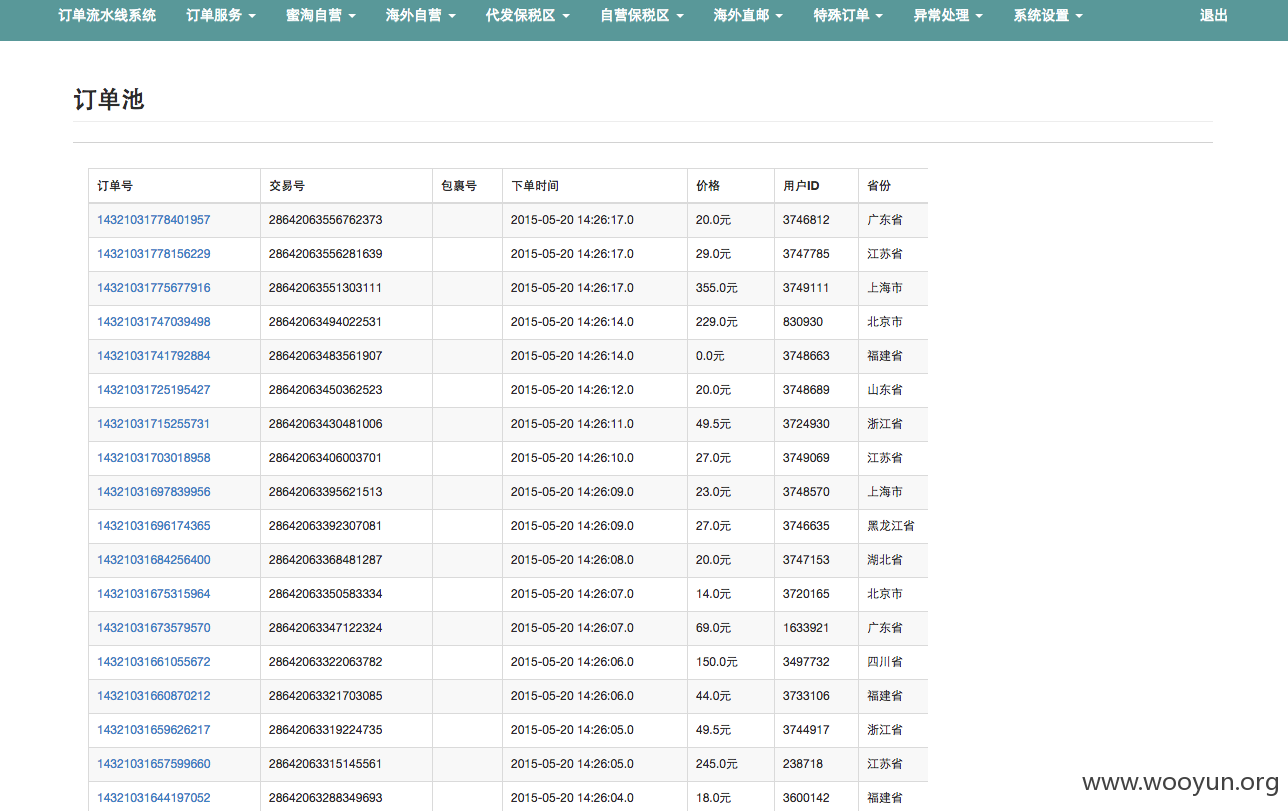 订单流水线系统 订单服务 蜜淘自营 海外自营 代发保税区 自营保税区 海外直邮 特殊订单 异常处理 系统设置 退出
订单池
订单号 交易号 包裹号 下单时间 价格 用户ID 省份
14321031778401957 28642063556762373 2015-05-20 14:26:17.0 20.0元 3746812 广东省
14321031778156229 28642063556281639 2015-05-20 14:26:17.0 29.0元 3747785 江苏省
14321031775677916 28642063551303111 2015-05-20 14:26:17.0 355.0元 3749111 上海市
14321031747039498 28642063494022531 2015-05-20 14:26:14.0 229.0元 830930 北京市
14321031741792884 28642063483561907 2015-05-20 14:26:14.0 0.0元 3748663 福建省
14321031725195427 28642063450362523 2015-05-20 14:26:12.0 20.0元 3748689 山东省
14321031715255731 28642063430481006 2015-05-20 14:26:11.0 49.5元 3724930 浙江省
14321031703018958 28642063406003701 2015-05-20 14:26:10.0 27.0元 3749069 江苏省
14321031697839956 28642063395621513 2015-05-20 14:26:09.0 23.0元 3748570 上海市
14321031696174365 28642063392307081 2015-05-20 14:26:09.0 27.0元 3746635 黑龙江省
14321031684256400 28642063368481287 2015-05-20 14:26:08.0 20.0元 3747153 湖北省
14321031675315964 28642063350583334 2015-05-20 14:26:07.0 14.0元 3720165 北京市
14321031673579570 28642063347122324 2015-05-20 14:26:07.0 69.0元 1633921 广东省
14321031661055672 28642063322063782 2015-05-20 14:26:06.0 150.0元 3497732 四川省
14321031660870212 28642063321703085 2015-05-20 14:26:06.0 44.0元 3733106 福建省
14321031659626217 28642063319224735 2015-05-20 14:26:05.0 49.5元 3744917 浙江省
14321031657599660 28642063315145561 2015-05-20 14:26:05.0 245.0元 238718 江苏省
14321031644197052 28642063288349693 2015-05-20 14:26:04.0 18.0元 3600142 福建省
www.wooyun.org